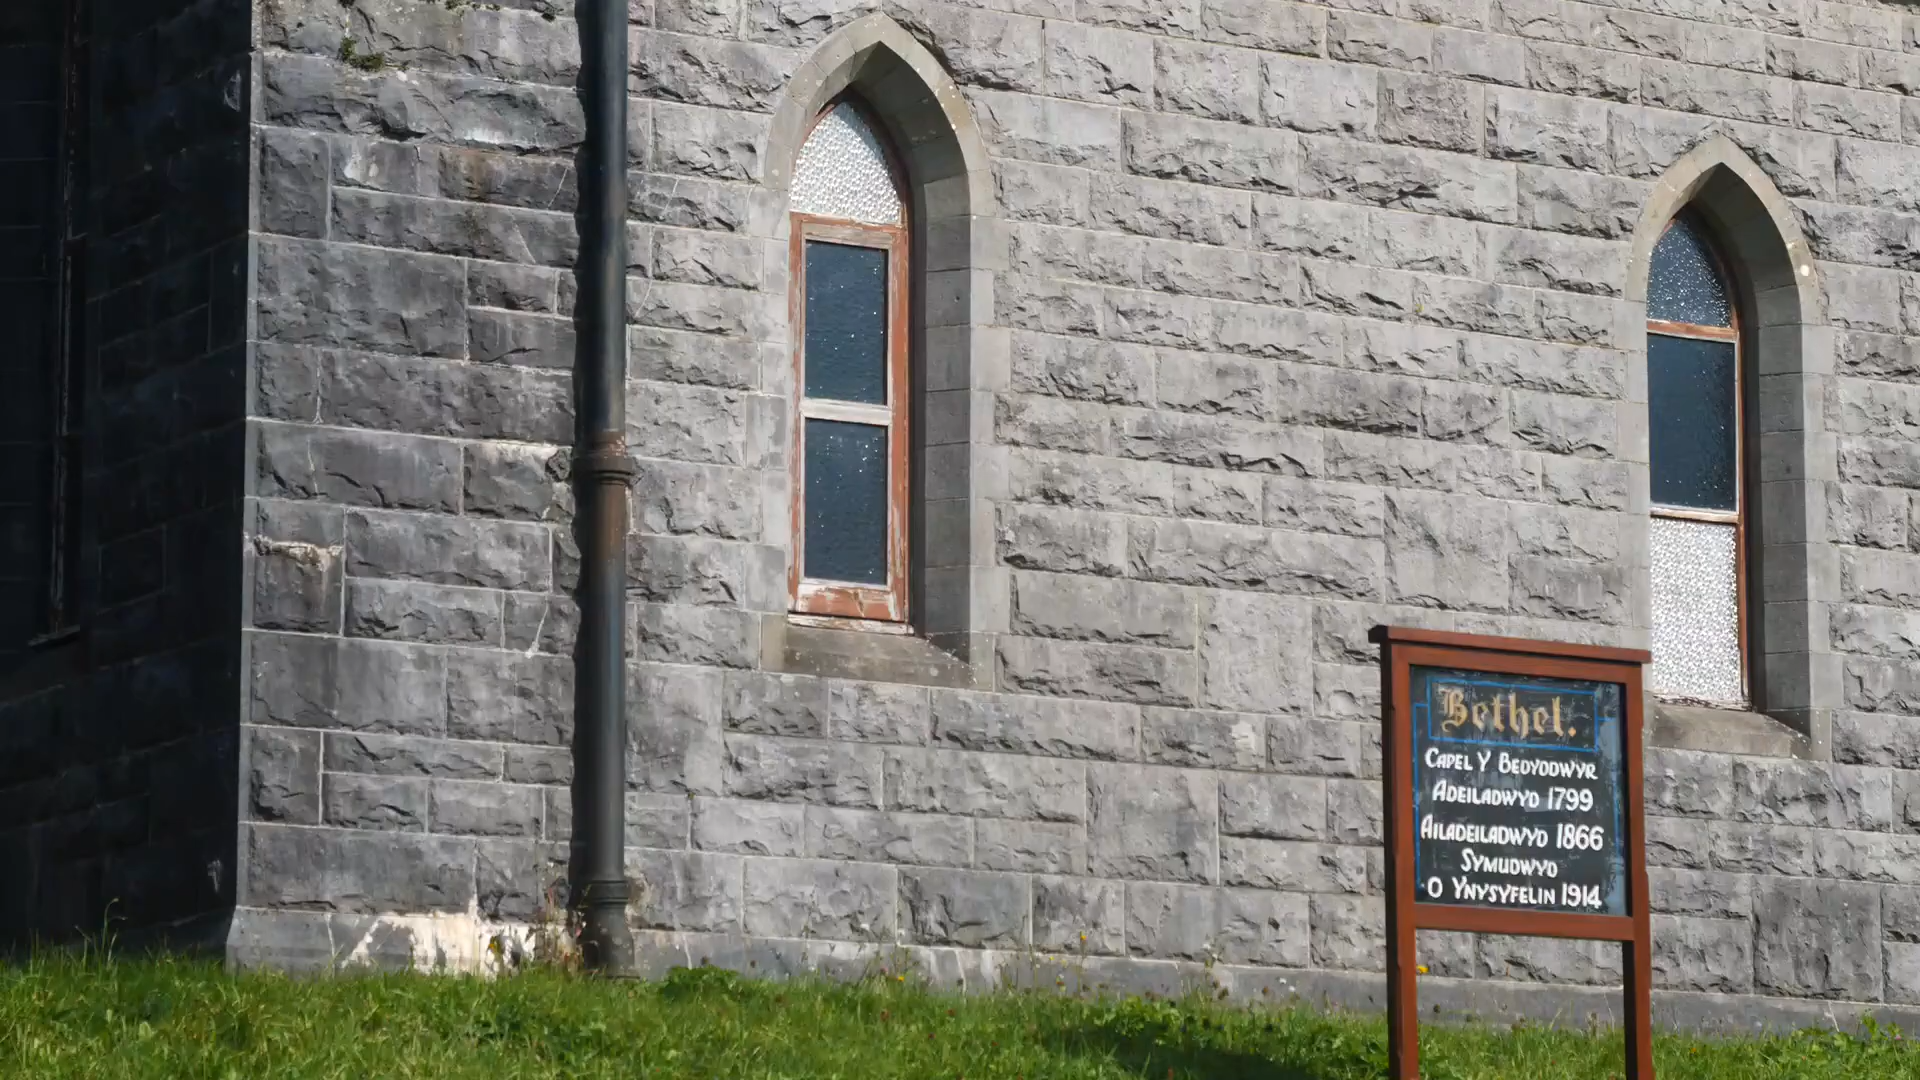 Bethel.
CAPEL Y BEDYDDWYR
ADEILADWYD 1799
AILADEILADWYD 1866
SYMUDWYD
O YNYSYFELIN 1914